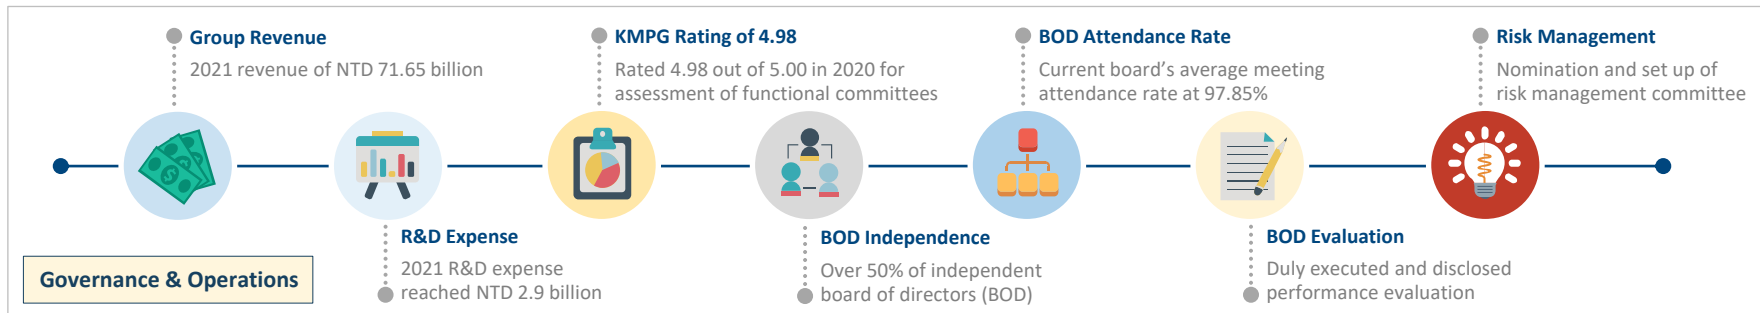 Group Revenue
2021 revenue of NTD 71.65 billion
R&D Expense
2021 R&D expense
reached NTD 2.9 billion
KMPG Rating of 4.98
Rated 4.98 out of 5.00 in 2020 for
assessment of functional committees
BOD Independence
Over 50% of independent
board of directors (BOD)
BOD Attendance Rate
Current board's average meeting
attendance rate at 97.85%
BOD Evaluation
Duly executed and disclosed
performance evaluation
Risk Management
Nomination and set up of
risk management committee
Governance & Operations